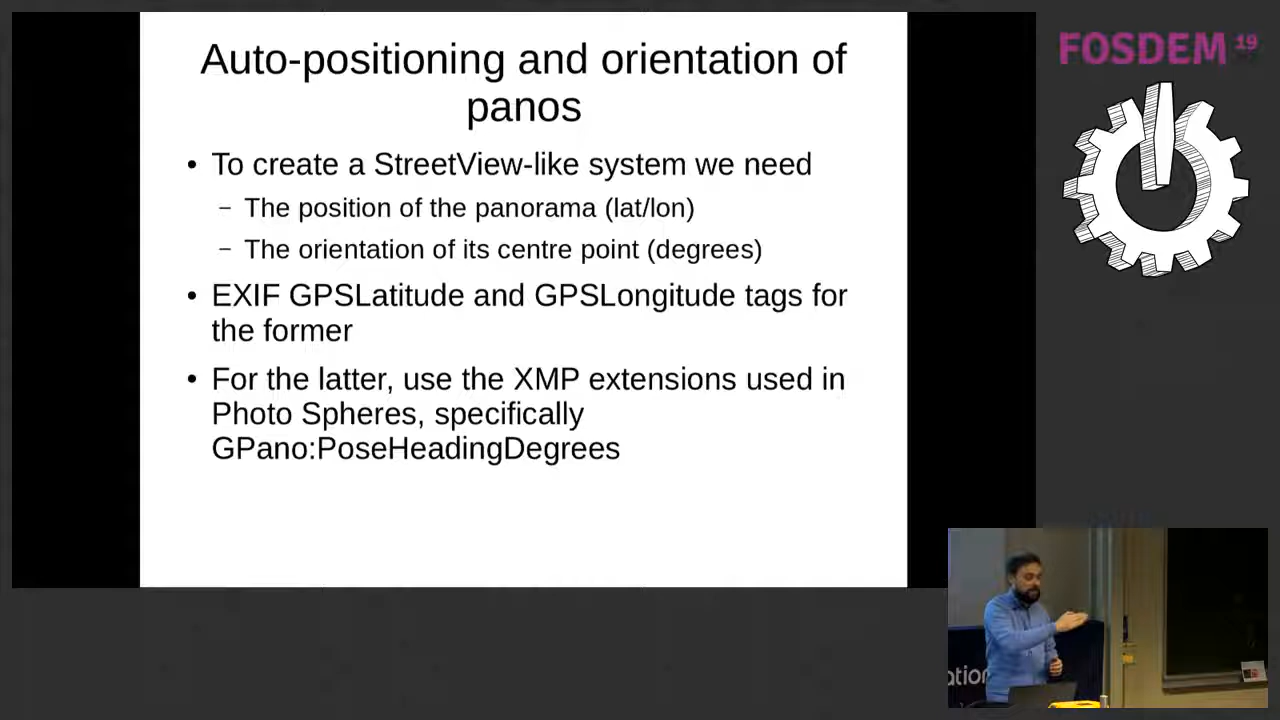 Auto-positioning and orientation of
panos
• To create a StreetView-like system we need
– The position of the panorama (lat/lon)
– The orientation of its centre point (degrees)
• EXIF GPSLatitude and GPSLongitude tags for
the former
• For the latter, use the XMP extensions used in
Photo Spheres, specifically
GPano:PoseHeadingDegrees
FOSDEM 19
ation